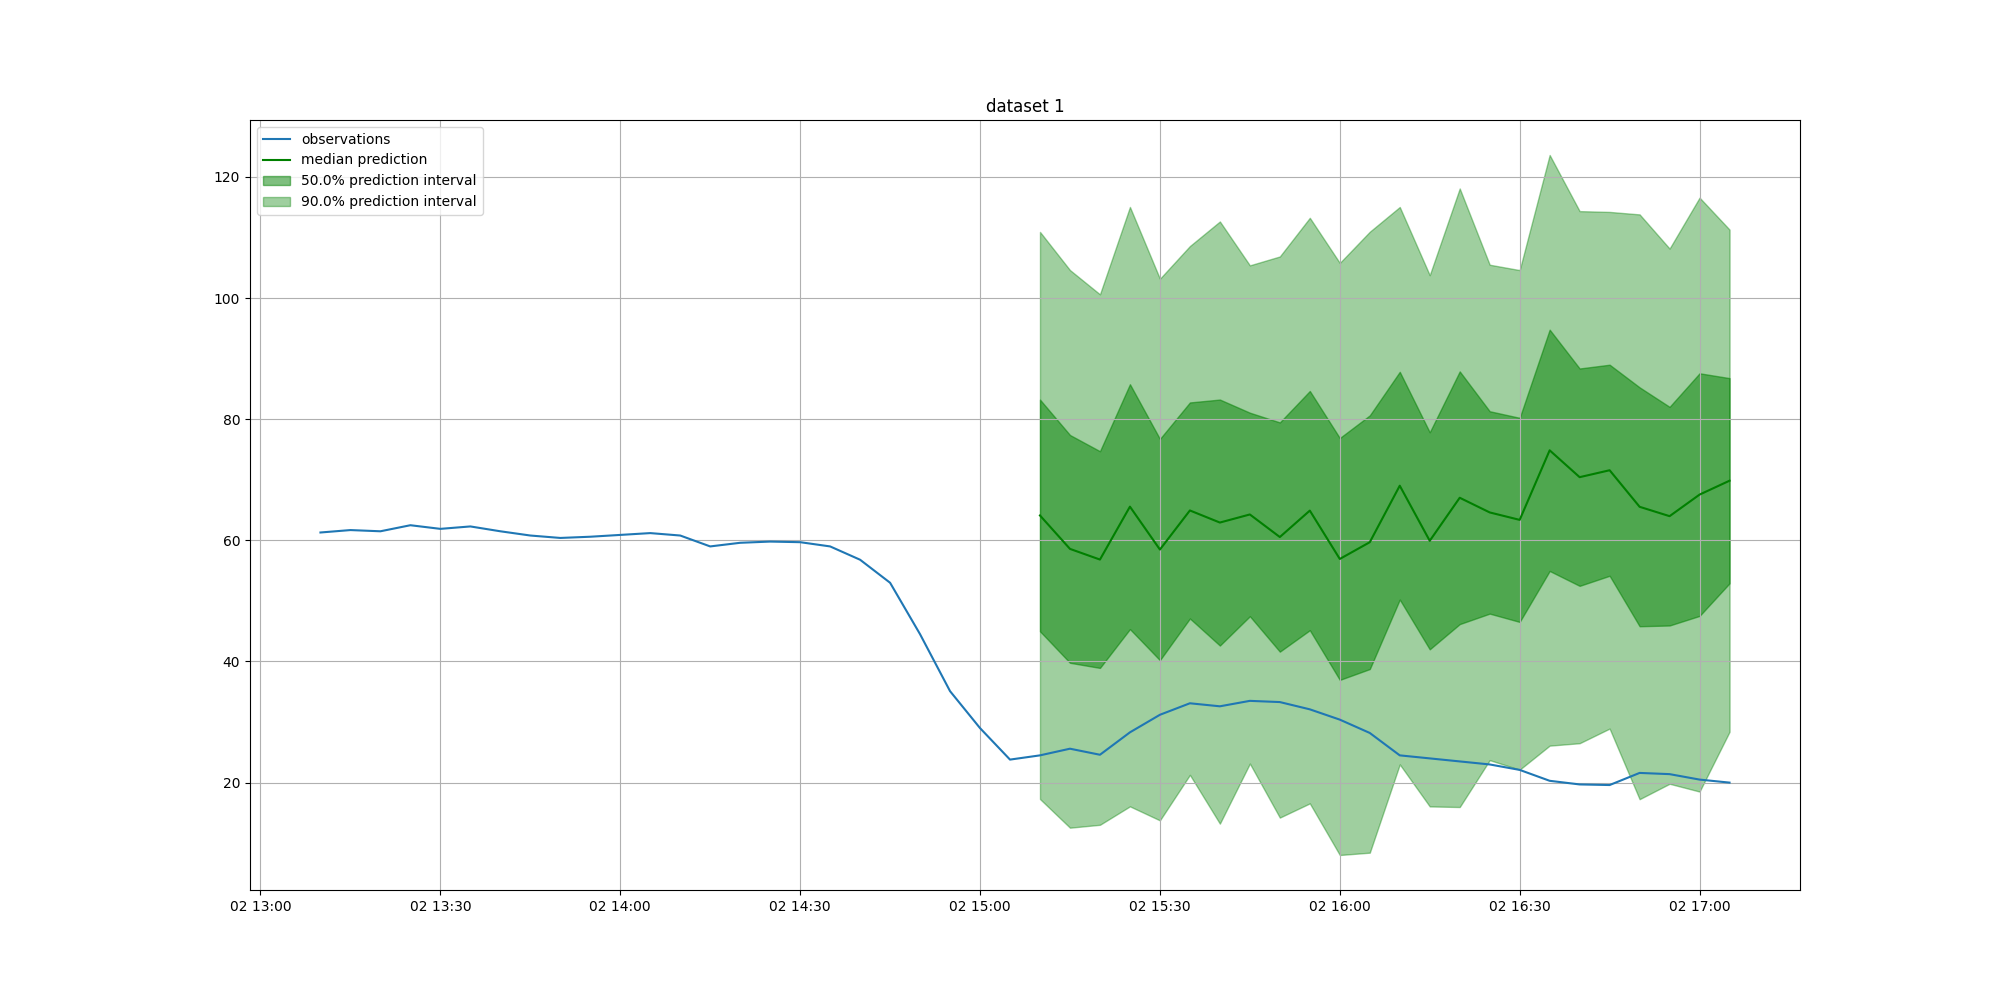 dataset 1
observations
median prediction
50.0% prediction interval
90.0% prediction interval
120
100
80
60
40
20
02 13:00 02 13:30 02 14:00 02 14:30 02 15:00 02 15:30 02 16:00 02 16:30 02 17:00